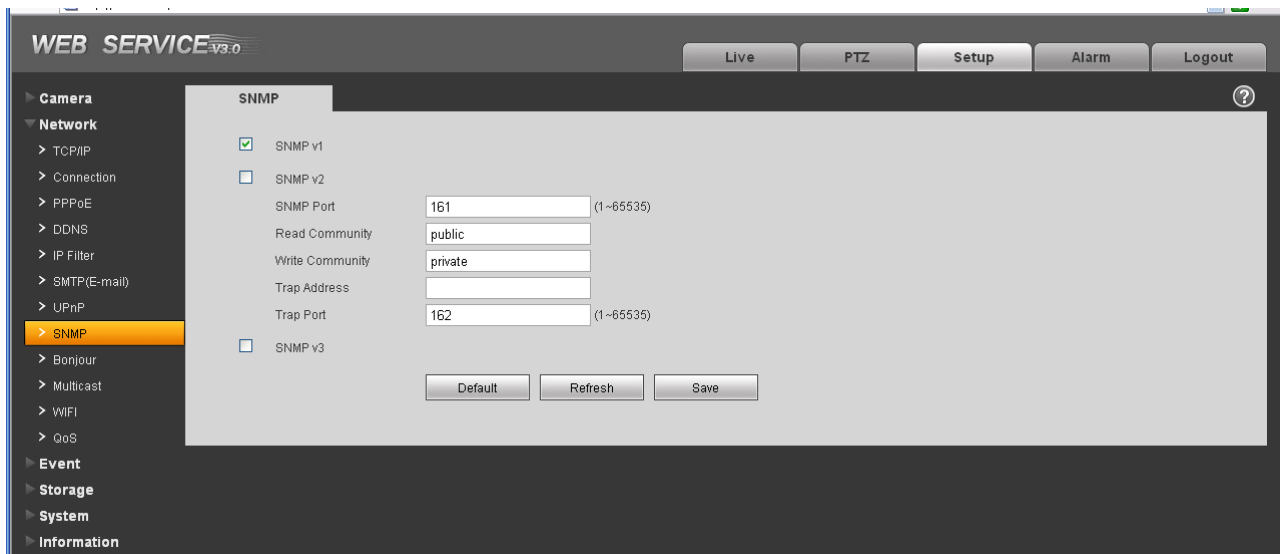 WEB SERVICE V3.0
Live PTZ Setup Alarm Logout
Camera
Network
> TCP/IP
> Connection
> PPPoE
> DDNS
> IP Filter
> SMTP(E-mail)
> UPnP
> SNMP
> Bonjour
> Multicast
> WIFI
> QoS
Event
Storage
System
Information
SNMP ?
SNMP v1
SNMP v2
SNMP Port 161 (1~65535)
Read Community public
Write Community private
Trap Address
Trap Port 162 (1~65535)
SNMP v3
Default Refresh Save